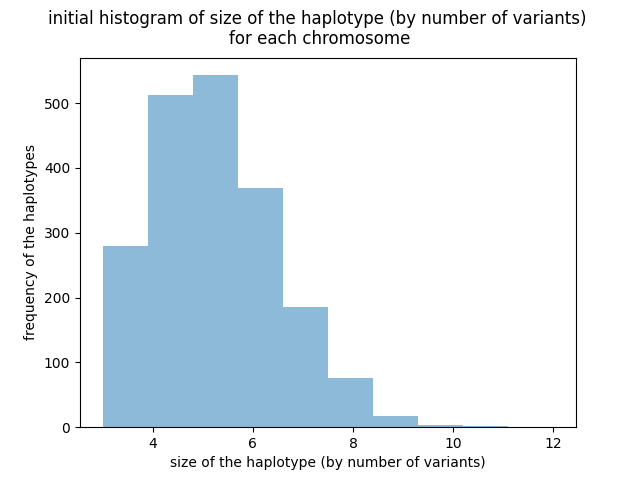 initial histogram of size of the haplotype (by number of variants)
for each chromosome
frequency of the haplotypes
500
400
300
200
100
0
4 6 8 10 12
size of the haplotype (by number of variants)